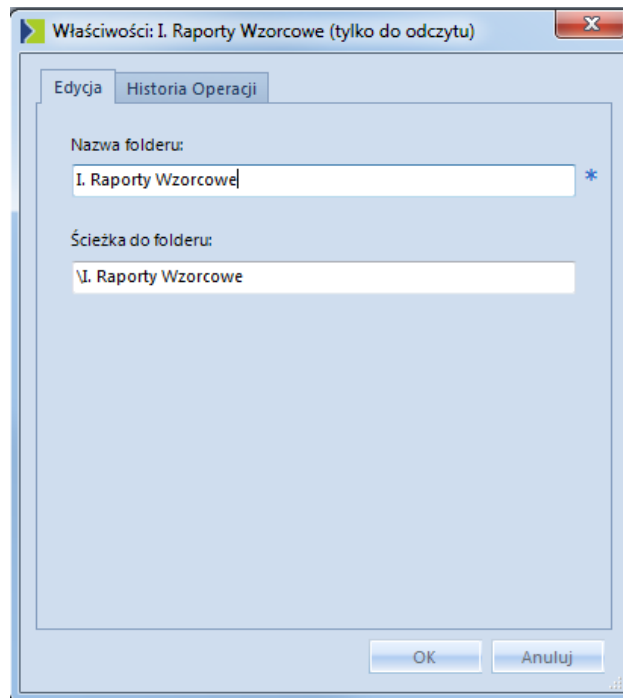 Właściwości: I. Raporty Wzorcowe (tylko do odczytu)
Edycja
Historia Operacji
Nazwa folderu:
I. Raporty Wzorcowe
*
Ścieżka do folderu:
\I. Raporty Wzorcowe
OK
Anuluj